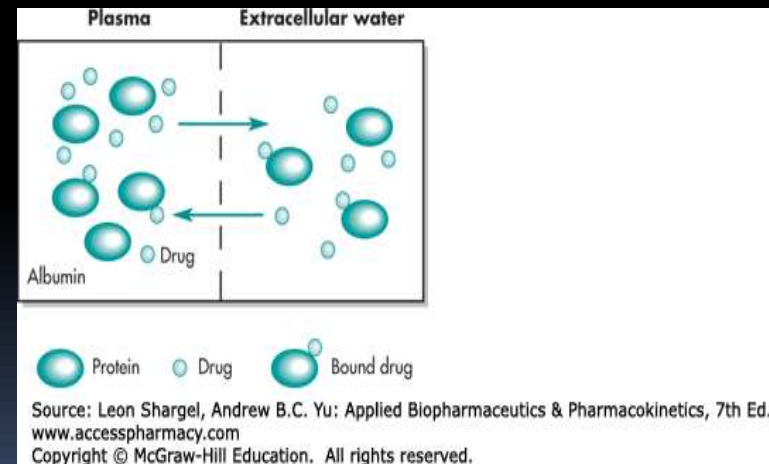 Plasma Extracellular water
Drug
Albumin
Protein Drug Bound drug
Source: Leon Shargel, Andrew B.C. Yu: Applied Biopharmaceutics & Pharmacokinetics, 7th Ed.
www.accesspharmacy.com
Copyright © McGraw-Hill Education. All rights reserved.